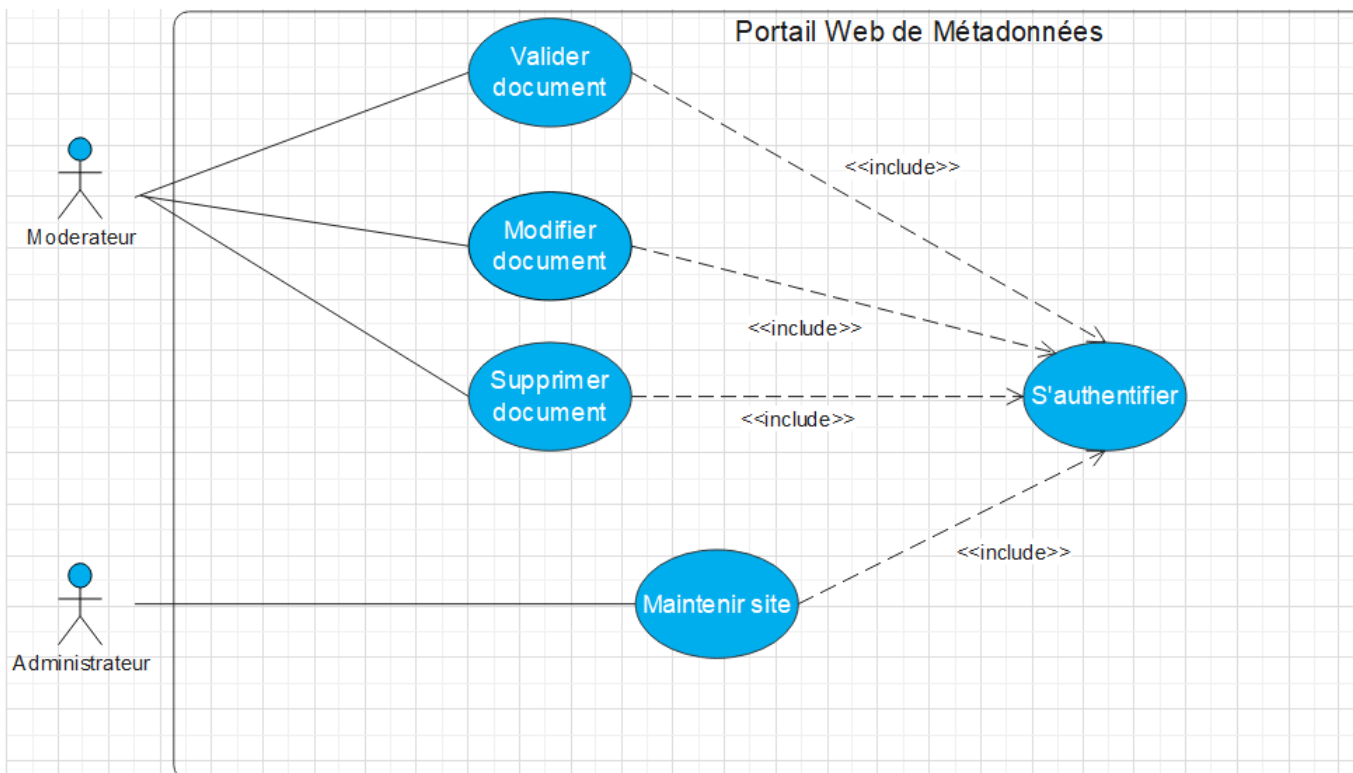 Portail Web de Métadonnées
Valider
document
<<include>>
Moderateur
Modifier
document
<<include>>
Supprimer
document
<<include>>
S'authentifier
<<include>>
Maintenir site
Administrateur